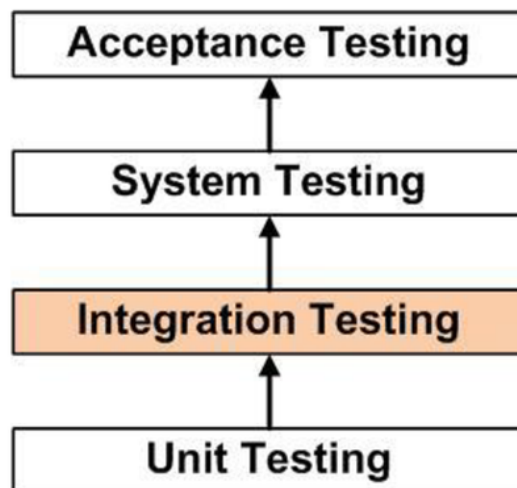 Acceptance Testing
System Testing
Integration Testing
Unit Testing